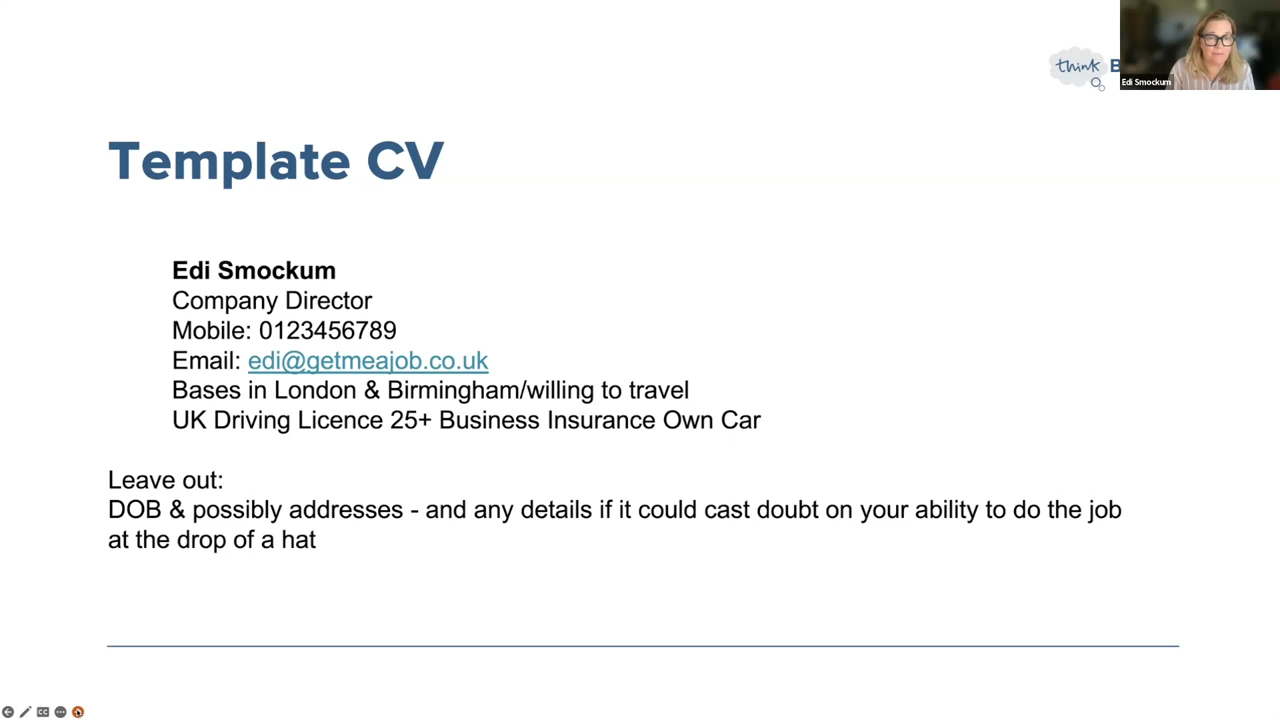 think B
Edi Smockum
Template CV
Edi Smockum
Company Director
Mobile: 0123456789
Email: edi@getmeajob.co.uk
Bases in London & Birmingham/willing to travel
UK Driving Licence 25+ Business Insurance Own Car
Leave out:
DOB & possibly addresses - and any details if it could cast doubt on your ability to do the job
at the drop of a hat
CC